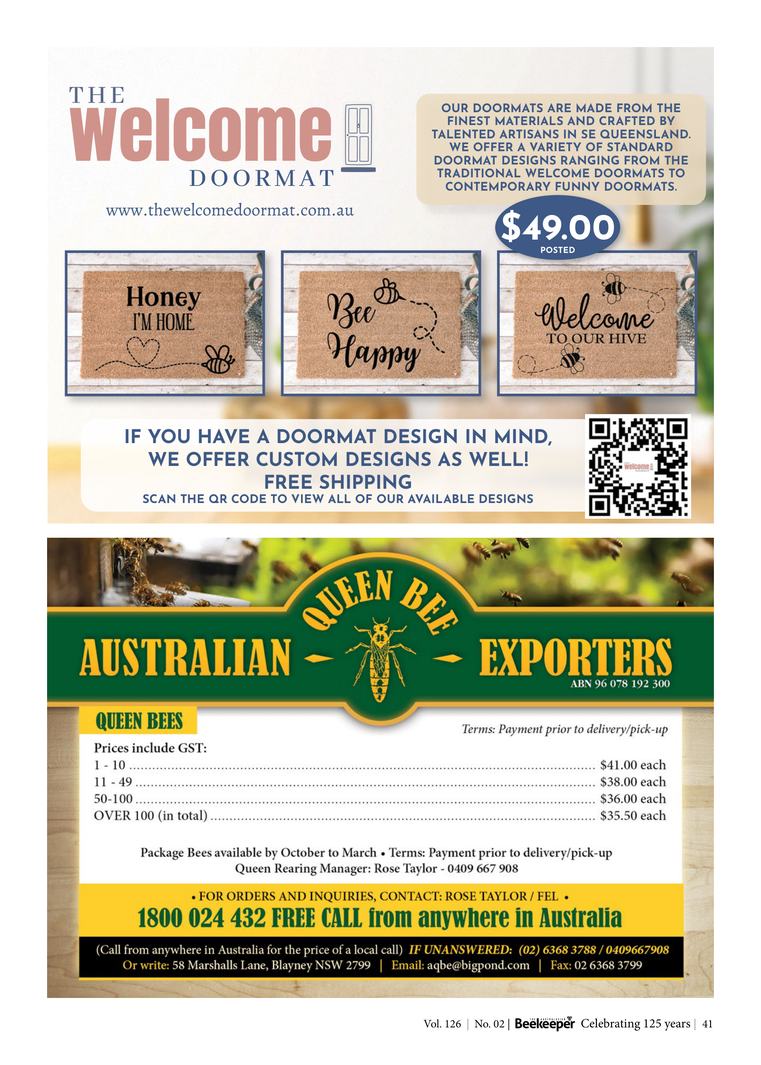 THE
welcome
DOORMAT
www.thewelcomedoormat.com.au
OUR DOORMATS ARE MADE FROM THE
FINEST MATERIALS AND CRAFTED BY
TALENTED ARTISANS IN SE QUEENSLAND.
WE OFFER A VARIETY OF STANDARD
DOORMAT DESIGNS RANGING FROM THE
TRADITIONAL WELCOME DOORMATS TO
CONTEMPORARY FUNNY DOORMATS.
$49.00
POSTED
Honey
I'M HOME
Bee
Happy
Welcome
TO OUR HIVE
IF YOU HAVE A DOORMAT DESIGN IN MIND,
WE OFFER CUSTOM DESIGNS AS WELL!
FREE SHIPPING
SCAN THE QR CODE TO VIEW ALL OF OUR AVAILABLE DESIGNS
welcome
QUEEN BEE
AUSTRALIAN EXPORTERS
ABN 96 078 192 300
QUEEN BEES
Terms: Payment prior to delivery/pick-up
Prices include GST:
1 - 10 ........ $41.00 each
11 - 49 ........ $38.00 each
50-100 ........ $36.00 each
OVER 100 (in total) ........ $35.50 each
Package Bees available by October to March • Terms: Payment prior to delivery/pick-up
Queen Rearing Manager: Rose Taylor - 0409 667 908
• FOR ORDERS AND INQUIRIES, CONTACT: ROSE TAYLOR / FEL •
1800 024 432 FREE CALL from anywhere in Australia
(Call from anywhere in Australia for the price of a local call) IF UNANSWERED: (02) 6368 3788 / 0409667908
Or write: 58 Marshalls Lane, Blayney NSW 2799 | Email: aqbe@bigpond.com | Fax: 02 6368 3799
Vol. 126 | No. 02 | Beekeeper Celebrating 125 years | 41